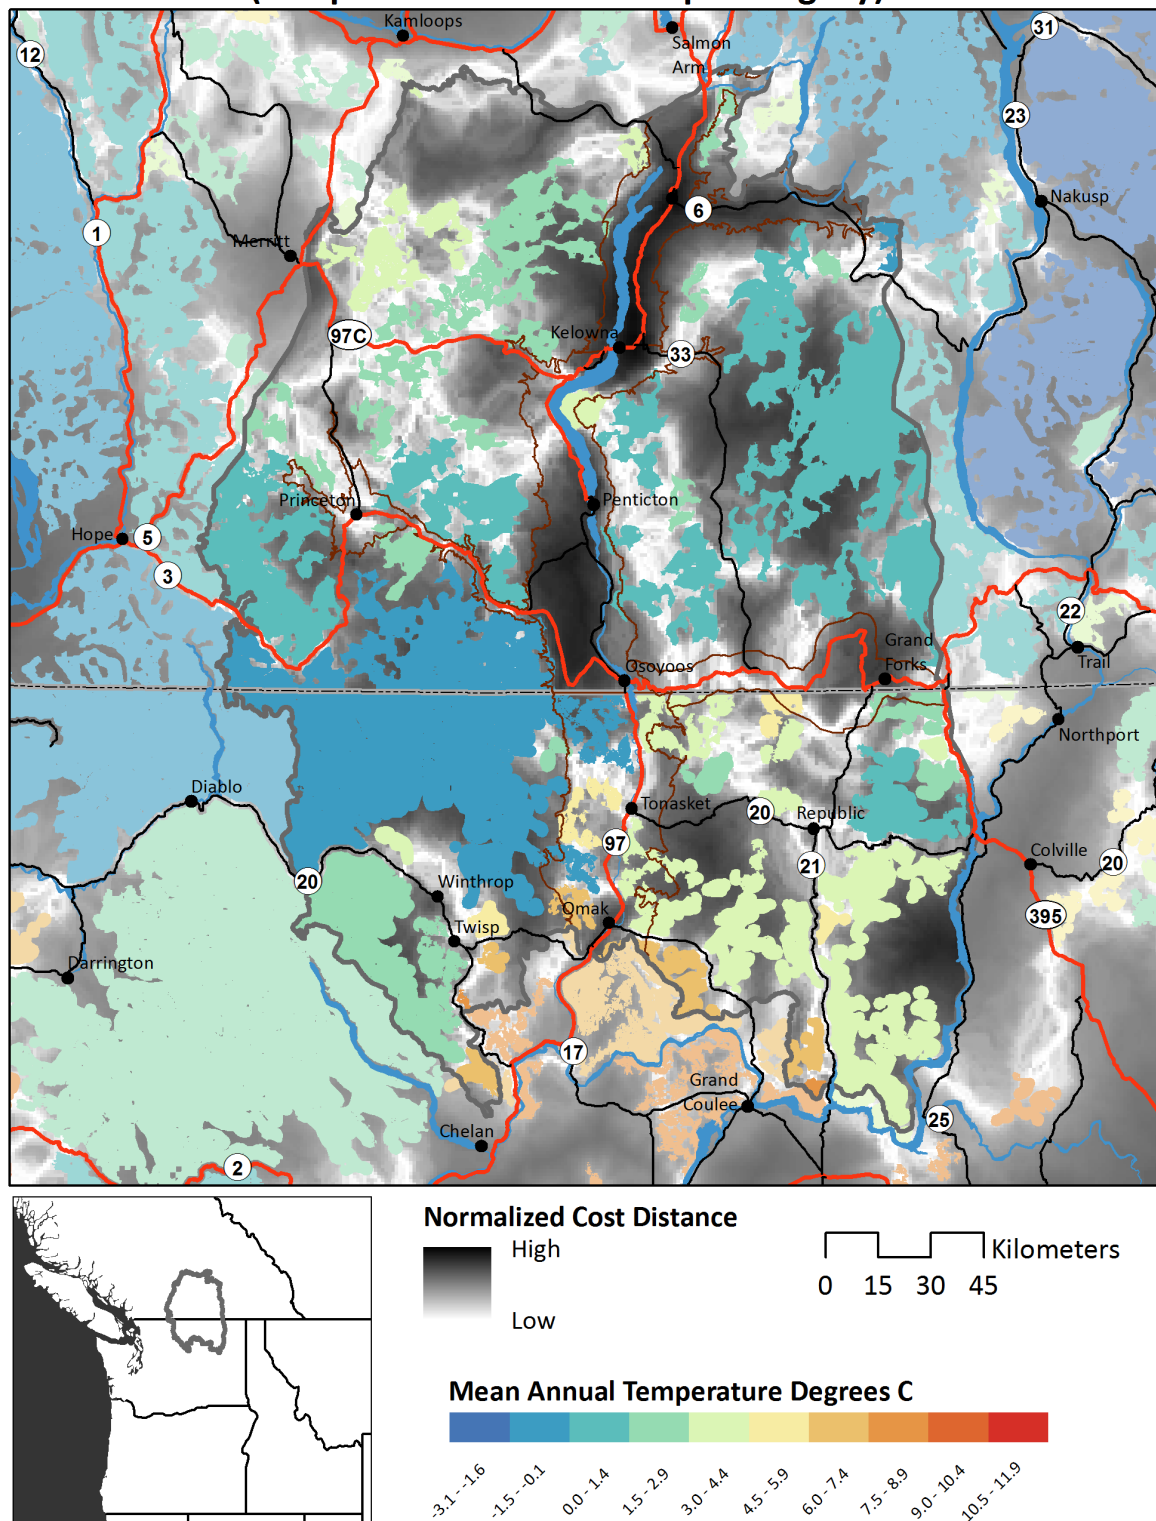 Kamloops
Salmon
Arm
31
12
23
Nakusp
6
1
Merritt
97C
Kelowna
33
Princeton
Penticton
Hope
5
3
22
Grand
Forks
Trail
Osoyoos
Northport
Diablo
Tonasket
20
Republic
97
21
Colville
20
20
Winthrop
Omak
395
Twisp
Darrington
17
Grand
Coulee
25
Chelan
2
Normalized Cost Distance
High
Low
Kilometers
0 15 30 45
Mean Annual Temperature Degrees C
-3.1 - -1.6
-1.5 - -0.1
0.0 - 1.4
1.5 - 2.9
3.0 - 4.4
4.5 - 5.9
6.0 - 7.4
7.5 - 8.9
9.0 - 10.4
10.5 - 11.9